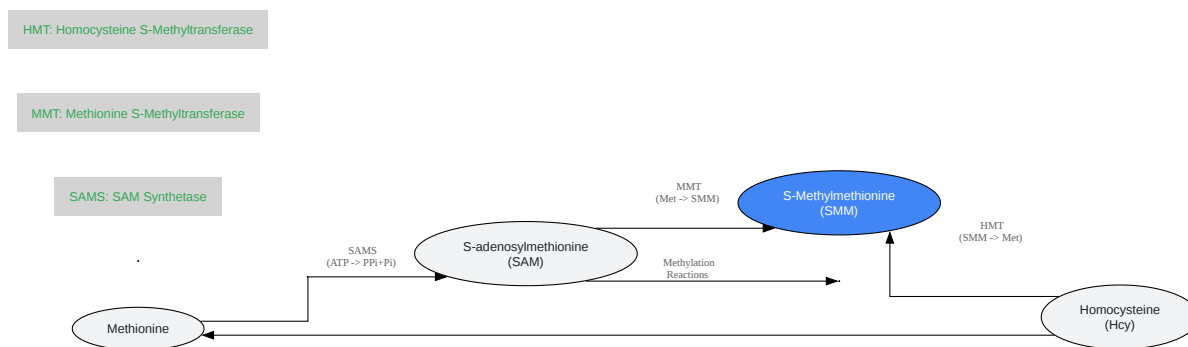 HMT: Homocysteine S-Methyltransferase
MMT: Methionine S-Methyltransferase
SAMS: SAM Synthetase
MMT
(Met -> SMM)
S-Methylmethionine
(SMM)
HMT
(SMM -> Met)
SAMS
(ATP -> PPi+Pi)
S-adenosylmethionine
(SAM)
Methylation
Reactions
Methionine
Homocysteine
(Hcy)